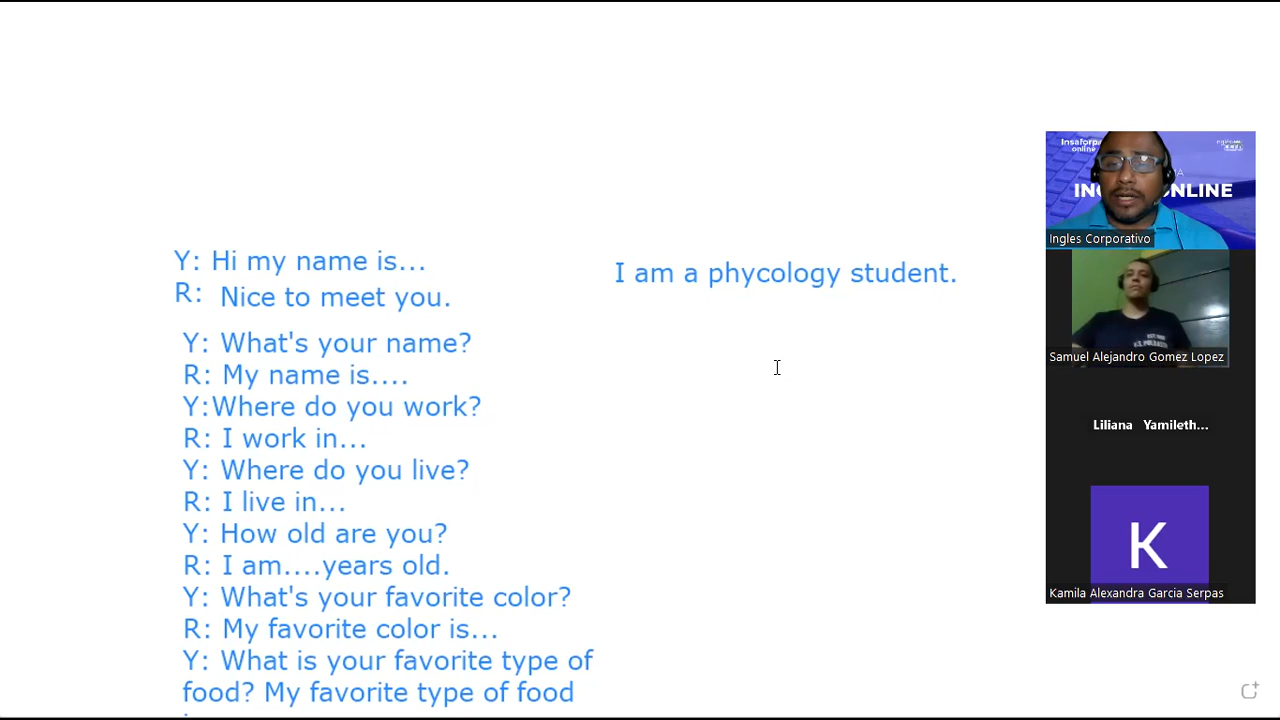 Y: Hi my name is...
R: Nice to meet you.
I am a phycology student.
Y: What's your name?
R: My name is....
Y:Where do you work?
R: I work in...
Y: Where do you live?
R: I live in...
Y: How old are you?
R: I am....years old.
Y: What's your favorite color?
R: My favorite color is...
Y: What is your favorite type of
food? My favorite type of food
Ingles Corporativo
Samuel Alejandro Gomez Lopez
Liliana Yamileth...
K
Kamila Alexandra Garcia Serpas